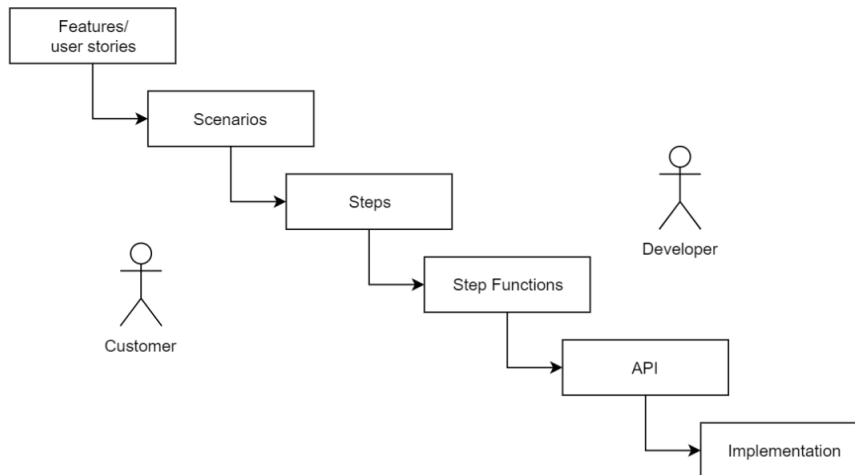 Features/
user stories
Scenarios
Steps
Developer
Customer
Step Functions
API
Implementation